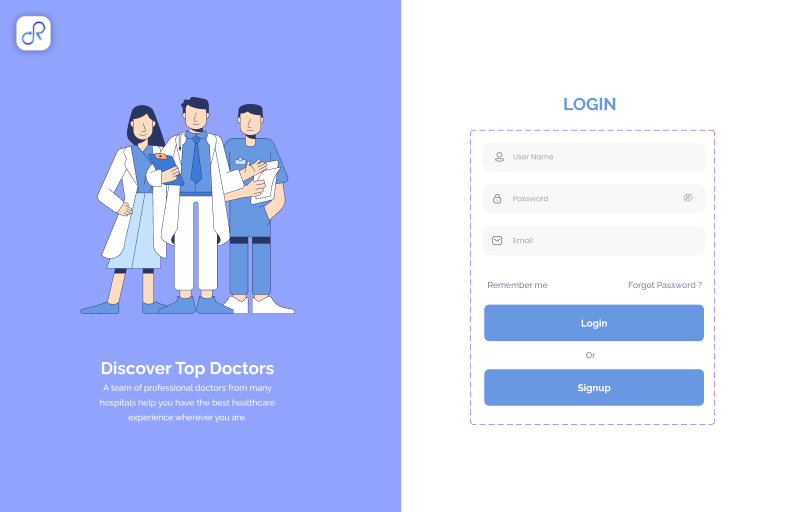 LOGIN
User Name
Password
Email
Remember me
Forgot Password ?
Login
Or
Signup
Discover Top Doctors
A team of professional doctors from many
hospitals help you have the best healthcare
experience wherever you are.